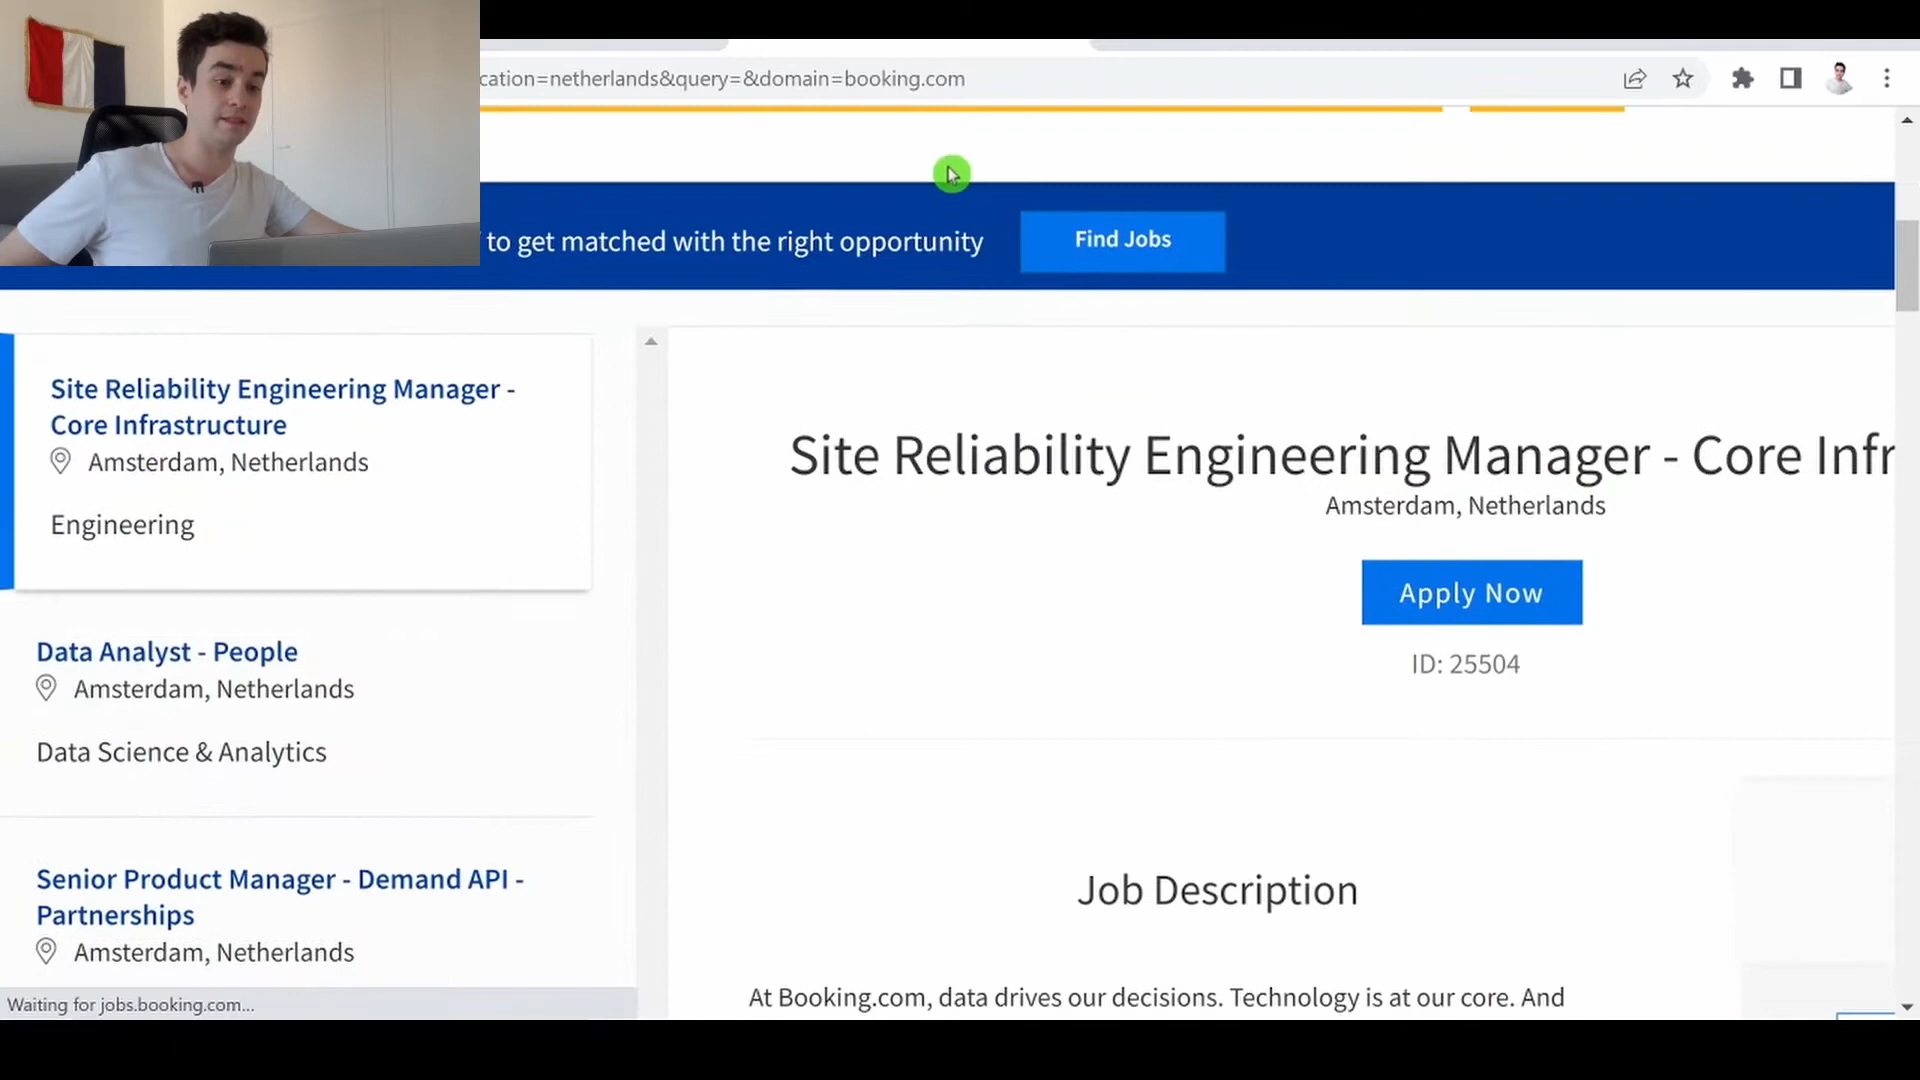 cation=netherlands&query=&domain=booking.com
to get matched with the right opportunity
Find Jobs
Site Reliability Engineering Manager -
Core Infrastructure
Amsterdam, Netherlands
Engineering
Data Analyst - People
Amsterdam, Netherlands
Data Science & Analytics
Senior Product Manager - Demand API -
Partnerships
Amsterdam, Netherlands
Waiting for jobs.booking.com...
Site Reliability Engineering Manager - Core Infr
Amsterdam, Netherlands
Apply Now
ID: 25504
Job Description
At Booking.com, data drives our decisions. Technology is at our core. And